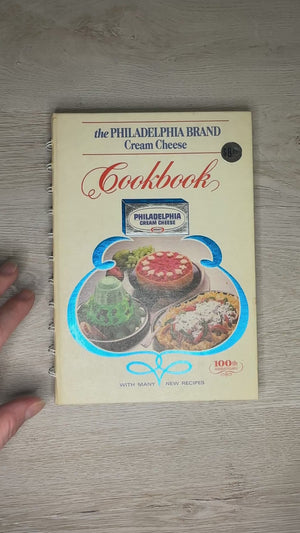 the PHILADELPHIA BRAND
Cream Cheese
Cookbook
PHILADELPHIA
CREAM CHEESE
100th
WITH MANY NEW RECIPES